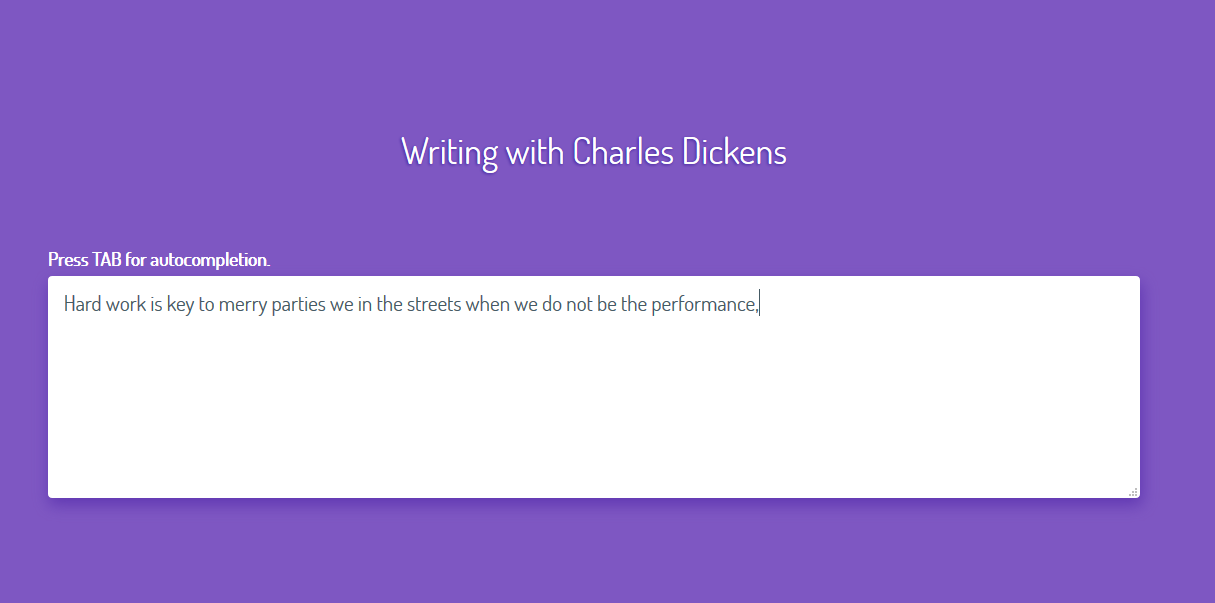 Writing with Charles Dickens
Press TAB for autocompletion.
Hard work is key to merry parties we in the streets when we do not be the performance,